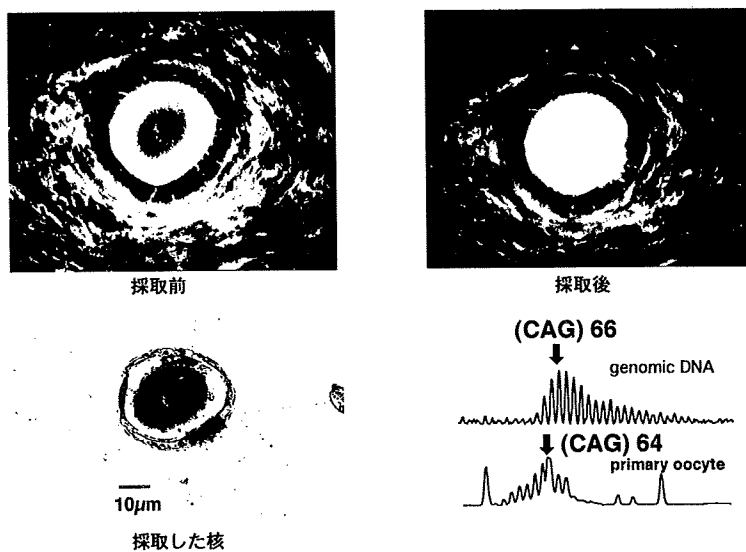 採取前
採取後
(CAG) 66
genomic DNA
(CAG) 64
primary oocyte
10μm
採取した核